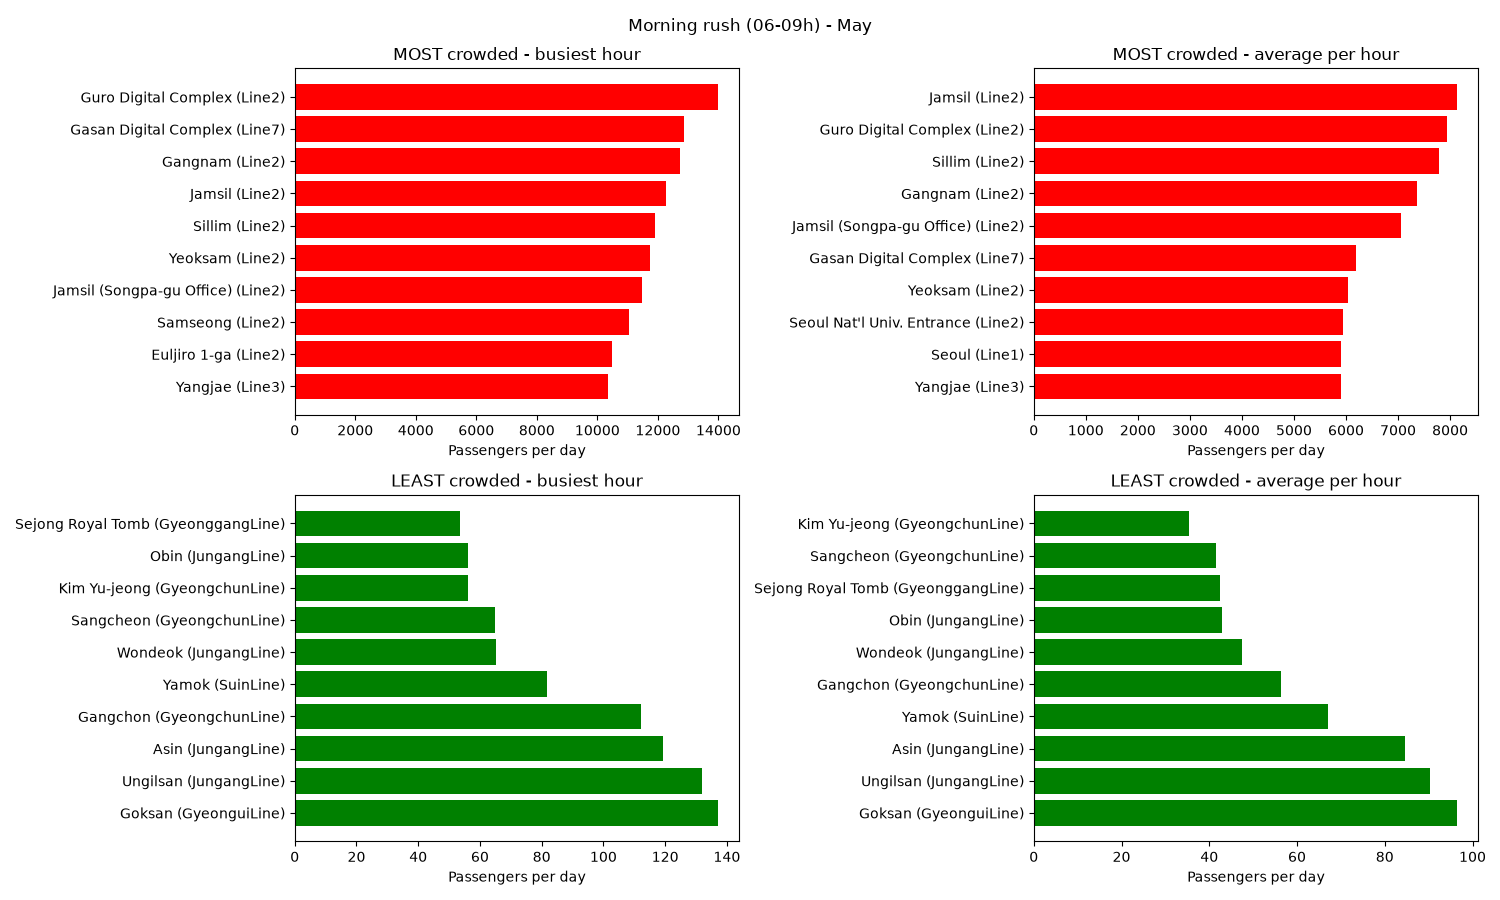 Morning rush (06-09h) - May
MOST crowded - busiest hour
Guro Digital Complex (Line2)
Gasan Digital Complex (Line7)
Gangnam (Line2)
Jamsil (Line2)
Sillim (Line2)
Yeoksam (Line2)
Jamsil (Songpa-gu Office) (Line2)
Samseong (Line2)
Euljiro 1-ga (Line2)
Yangjae (Line3)
0 2000 4000 6000 8000 10000 12000 14000
Passengers per day
MOST crowded - average per hour
Jamsil (Line2)
Guro Digital Complex (Line2)
Sillim (Line2)
Gangnam (Line2)
Jamsil (Songpa-gu Office) (Line2)
Gasan Digital Complex (Line7)
Yeoksam (Line2)
Seoul Nat'l Univ. Entrance (Line2)
Seoul (Line1)
Yangjae (Line3)
0 1000 2000 3000 4000 5000 6000 7000 8000
Passengers per day
LEAST crowded - busiest hour
Sejong Royal Tomb (GyeonggangLine)
Obin (JungangLine)
Kim Yu-jeong (GyeongchunLine)
Sangcheon (GyeongchunLine)
Wondeok (JungangLine)
Yamok (SuinLine)
Gangchon (GyeongchunLine)
Asin (JungangLine)
Ungilsan (JungangLine)
Goksan (GyeonguiLine)
0 20 40 60 80 100 120 140
Passengers per day
LEAST crowded - average per hour
Kim Yu-jeong (GyeongchunLine)
Sangcheon (GyeongchunLine)
Sejong Royal Tomb (GyeonggangLine)
Obin (JungangLine)
Wondeok (JungangLine)
Gangchon (GyeongchunLine)
Yamok (SuinLine)
Asin (JungangLine)
Ungilsan (JungangLine)
Goksan (GyeonguiLine)
0 20 40 60 80 100
Passengers per day